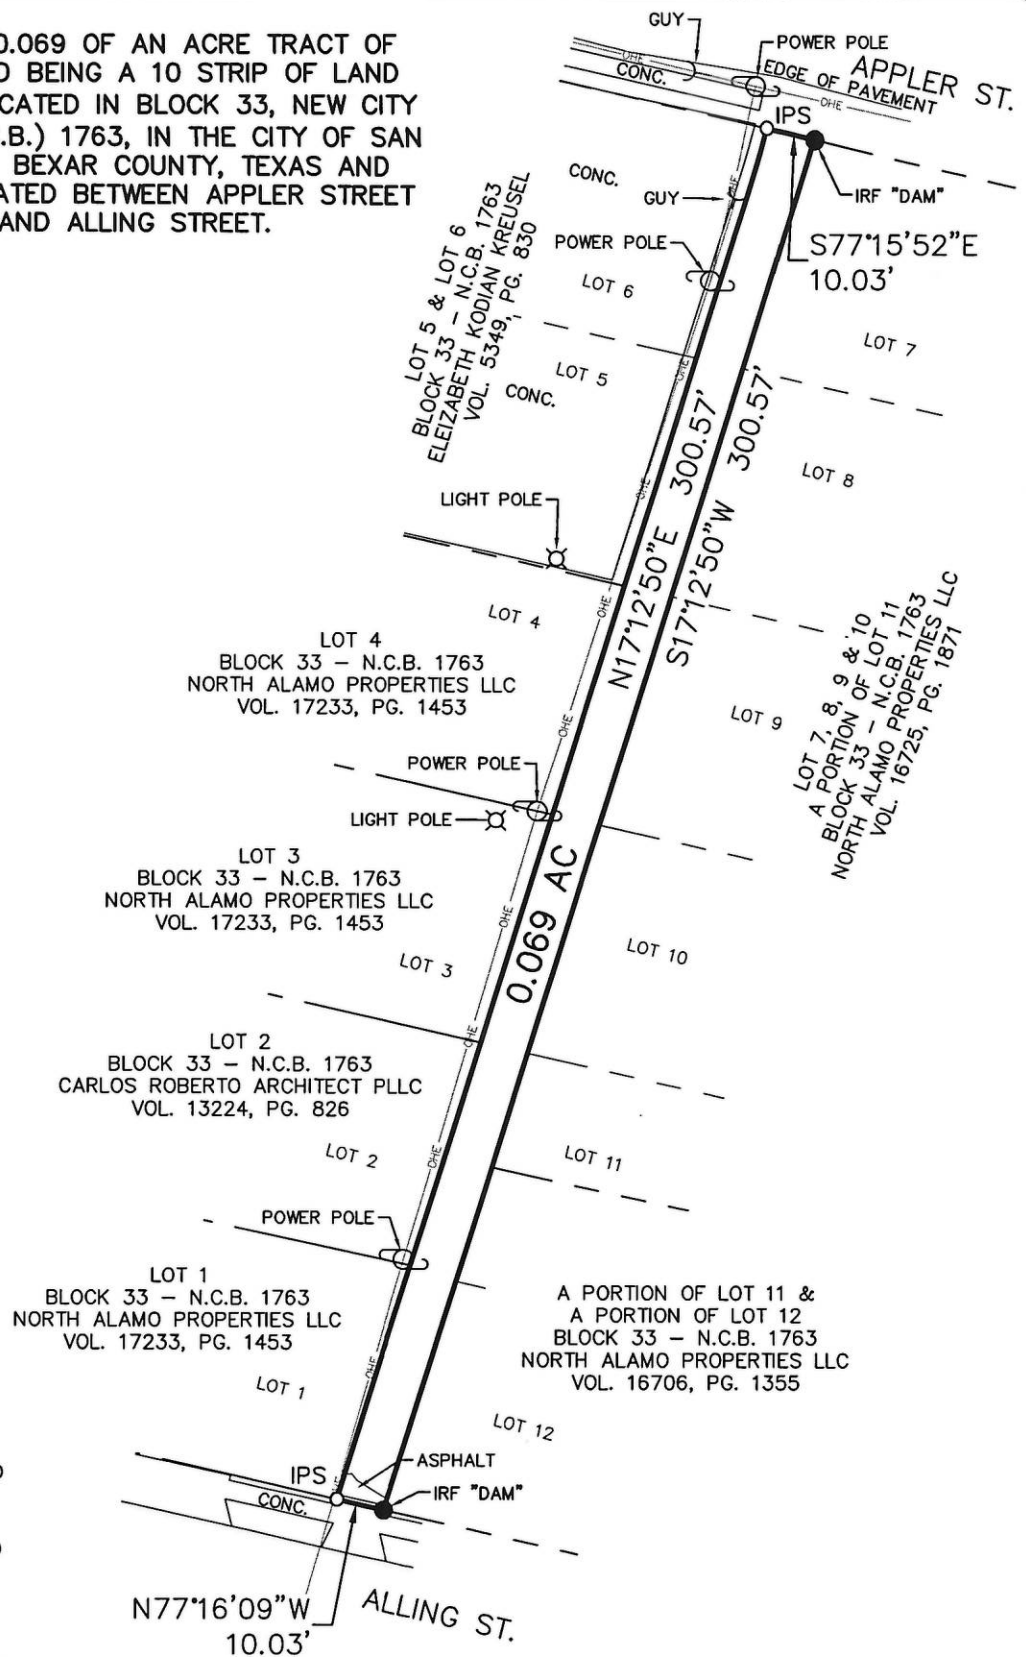 0.069 OF AN ACRE TRACT OF
BEING A 10 STRIP OF LAND
CATED IN BLOCK 33, NEW CITY
.B.) 1763, IN THE CITY OF SAN
BEXAR COUNTY, TEXAS AND
ATED BETWEEN APPLER STREET
AND ALLING STREET.
GUY
POWER POLE
OHE
CONC.
EDGE OF PAVEMENT
OHE
APPLER ST.
IPS
IRF "DAM"
S77°15'52"E
10.03'
CONC.
OHE
GUY
POWER POLE
LOT 5 & LOT 6
BLOCK 33 - N.C.B. 1763
ELEIZABETH KODIAN KREUSEL
VOL. 5349, PG. 830
LOT 6
LOT 7
LOT 5
OHE
CONC.
LOT 8
N17°12'50"E 300.57'
S17°12'50"W 300.57'
OHE
LIGHT POLE
OHE
LOT 4
LOT 4
BLOCK 33 - N.C.B. 1763
NORTH ALAMO PROPERTIES LLC
VOL. 17233, PG. 1453
LOT 7, 8, 9 & 10
A PORTION OF LOT 11
BLOCK 33 - N.C.B. 1763
NORTH ALAMO PROPERTIES LLC
VOL. 16725, PG. 1871
LOT 9
OHE
POWER POLE
LIGHT POLE
LOT 3
BLOCK 33 - N.C.B. 1763
NORTH ALAMO PROPERTIES LLC
VOL. 17233, PG. 1453
0.069 AC
OHE
LOT 10
LOT 3
OHE
LOT 2
BLOCK 33 - N.C.B. 1763
CARLOS ROBERTO ARCHITECT PLLC
VOL. 13224, PG. 826
LOT 2
OHE
LOT 11
POWER POLE
LOT 1
BLOCK 33 - N.C.B. 1763
NORTH ALAMO PROPERTIES LLC
VOL. 17233, PG. 1453
A PORTION OF LOT 11 &
A PORTION OF LOT 12
BLOCK 33 - N.C.B. 1763
NORTH ALAMO PROPERTIES LLC
VOL. 16706, PG. 1355
OHE
LOT 1
LOT 12
ASPHALT
IPS
IRF "DAM"
CONC.
N77°16'09"W
10.03'
ALLING ST.